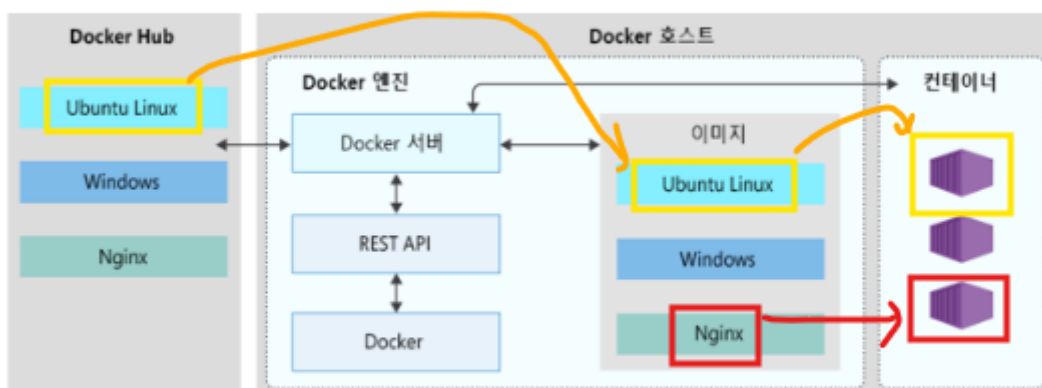 Docker Hub
Ubuntu Linux
Windows
Nginx
Docker 호스트
Docker 엔진
Docker 서버
REST API
Docker
이미지
Ubuntu Linux
Windows
Nginx
컨테이너